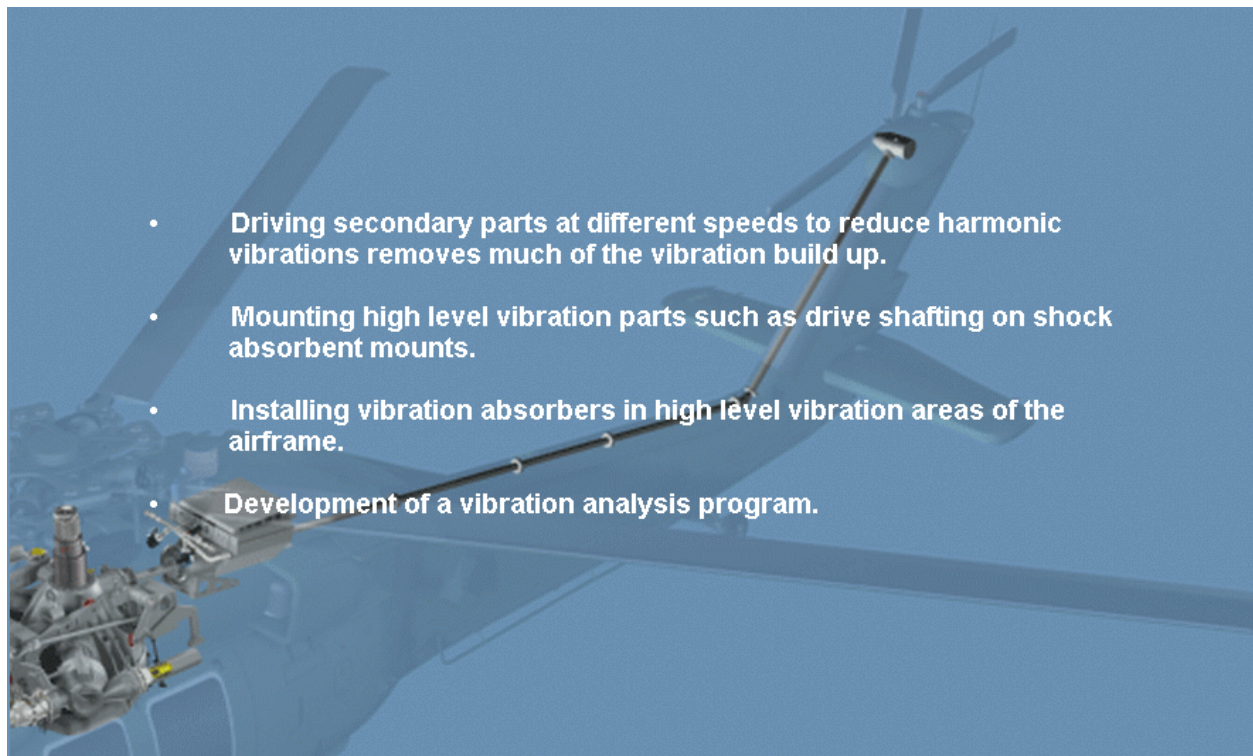 • Driving secondary parts at different speeds to reduce harmonic
vibrations removes much of the vibration build up.
• Mounting high level vibration parts such as drive shafting on shock
absorbent mounts.
• Installing vibration absorbers in high level vibration areas of the
airframe.
• Development of a vibration analysis program.